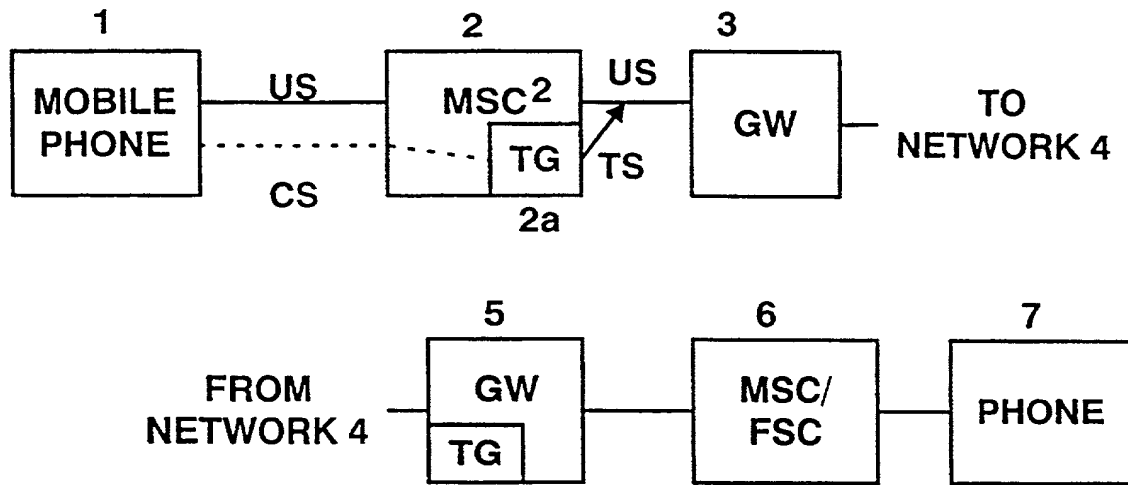 1
2
3
MOBILE
PHONE
US
CS
MSC2
TG
2a
US
TS
GW
TO
NETWORK 4
5
6
7
FROM
NETWORK 4
GW
TG
MSC/
FSC
PHONE